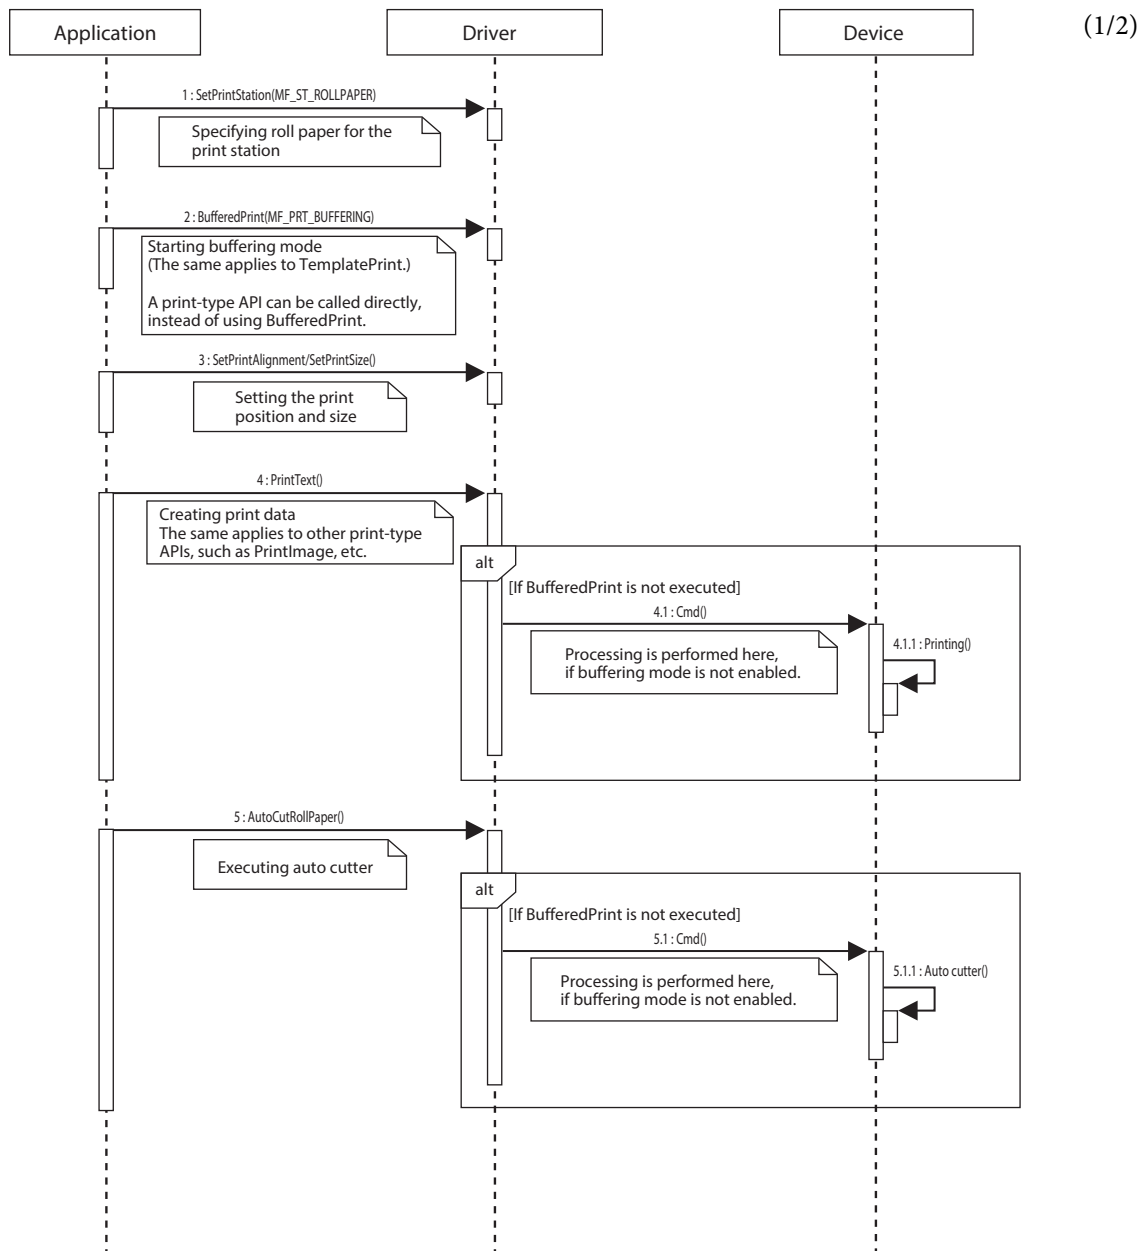 (1/2)
Application
Driver
Device
1 : SetPrintStation(MF_ST_ROLLPAPER)
Specifying roll paper for the
print station
2 : BufferedPrint(MF_PRT_BUFFERING)
Starting buffering mode
(The same applies to TemplatePrint.)
A print-type API can be called directly,
instead of using BufferedPrint.
3 : SetPrintAlignment/SetPrintSize()
Setting the print
position and size
4 : PrintText()
Creating print data
The same applies to other print-type
APIs, such as PrintImage, etc.
alt
[If BufferedPrint is not executed]
4.1 : Cmd()
Processing is performed here,
if buffering mode is not enabled.
4.1.1 : Printing()
5 : AutoCutRollPaper()
Executing auto cutter
alt
[If BufferedPrint is not executed]
5.1 : Cmd()
Processing is performed here,
if buffering mode is not enabled.
5.1.1 : Auto cutter()